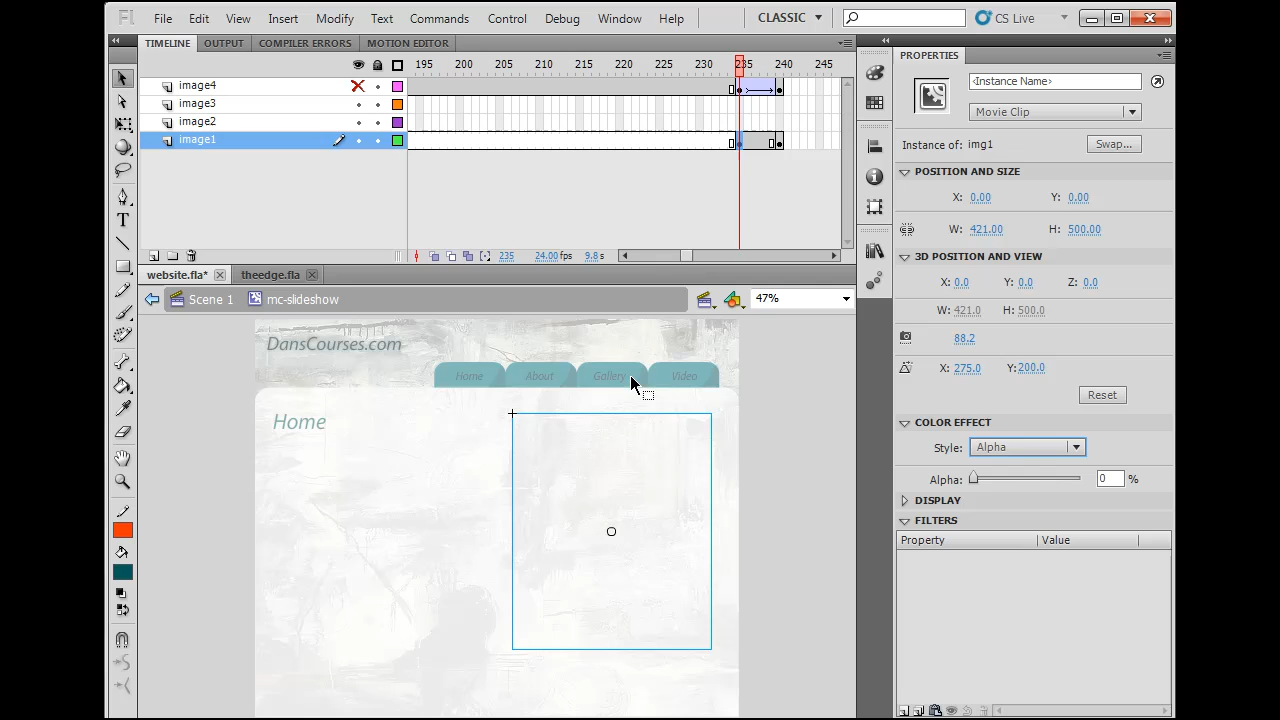 Fl File Edit View Insert Modify Text Commands Control Debug Window Help CLASSIC CS Live
TIMELINE OUTPUT COMPILER ERRORS MOTION EDITOR
195 200 205 210 215 220 225 230 235 240 245
image4
image3
image2
image1
235 24.00fps 9.8s
website.fla* theedge.fla
Scene 1 mc-slideshow 47%
DansCourses.com
Home About Gallery Video
Home
PROPERTIES
<Instance Name>
Movie Clip
Instance of: img1 Swap...
POSITION AND SIZE
X: 0.00 Y: 0.00
W: 421.00 H: 500.00
3D POSITION AND VIEW
X: 0.0 Y: 0.0 Z: 0.0
W: 421.0 H: 500.0
88.2
X: 275.0 Y: 200.0
Reset
COLOR EFFECT
Style: Alpha
Alpha: 0 %
DISPLAY
FILTERS
Property Value